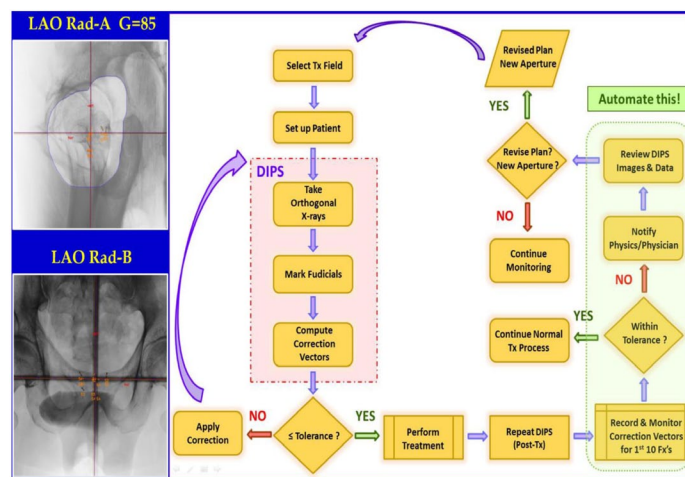 LAO Rad-A G=85
LAO Rad-B
Select Tx Field
Set up Patient
DIPS
Take
Orthogonal
X-rays
Mark Fudicials
Compute
Correction
Vectors
≤ Tolerance ?
NO
Apply
Correction
YES
Perform
Treatment
Repeat DIPS
(Post-Tx)
Record & Monitor
Correction Vectors
for 1st 10 Fx's
Within
Tolerance ?
YES
Continue Normal
Tx Process
NO
Notify
Physics/Physician
Review DIPS
Images & Data
Automate this!
Revise Plan?
New Aperture ?
NO
Continue
Monitoring
YES
Revised Plan
New Aperture